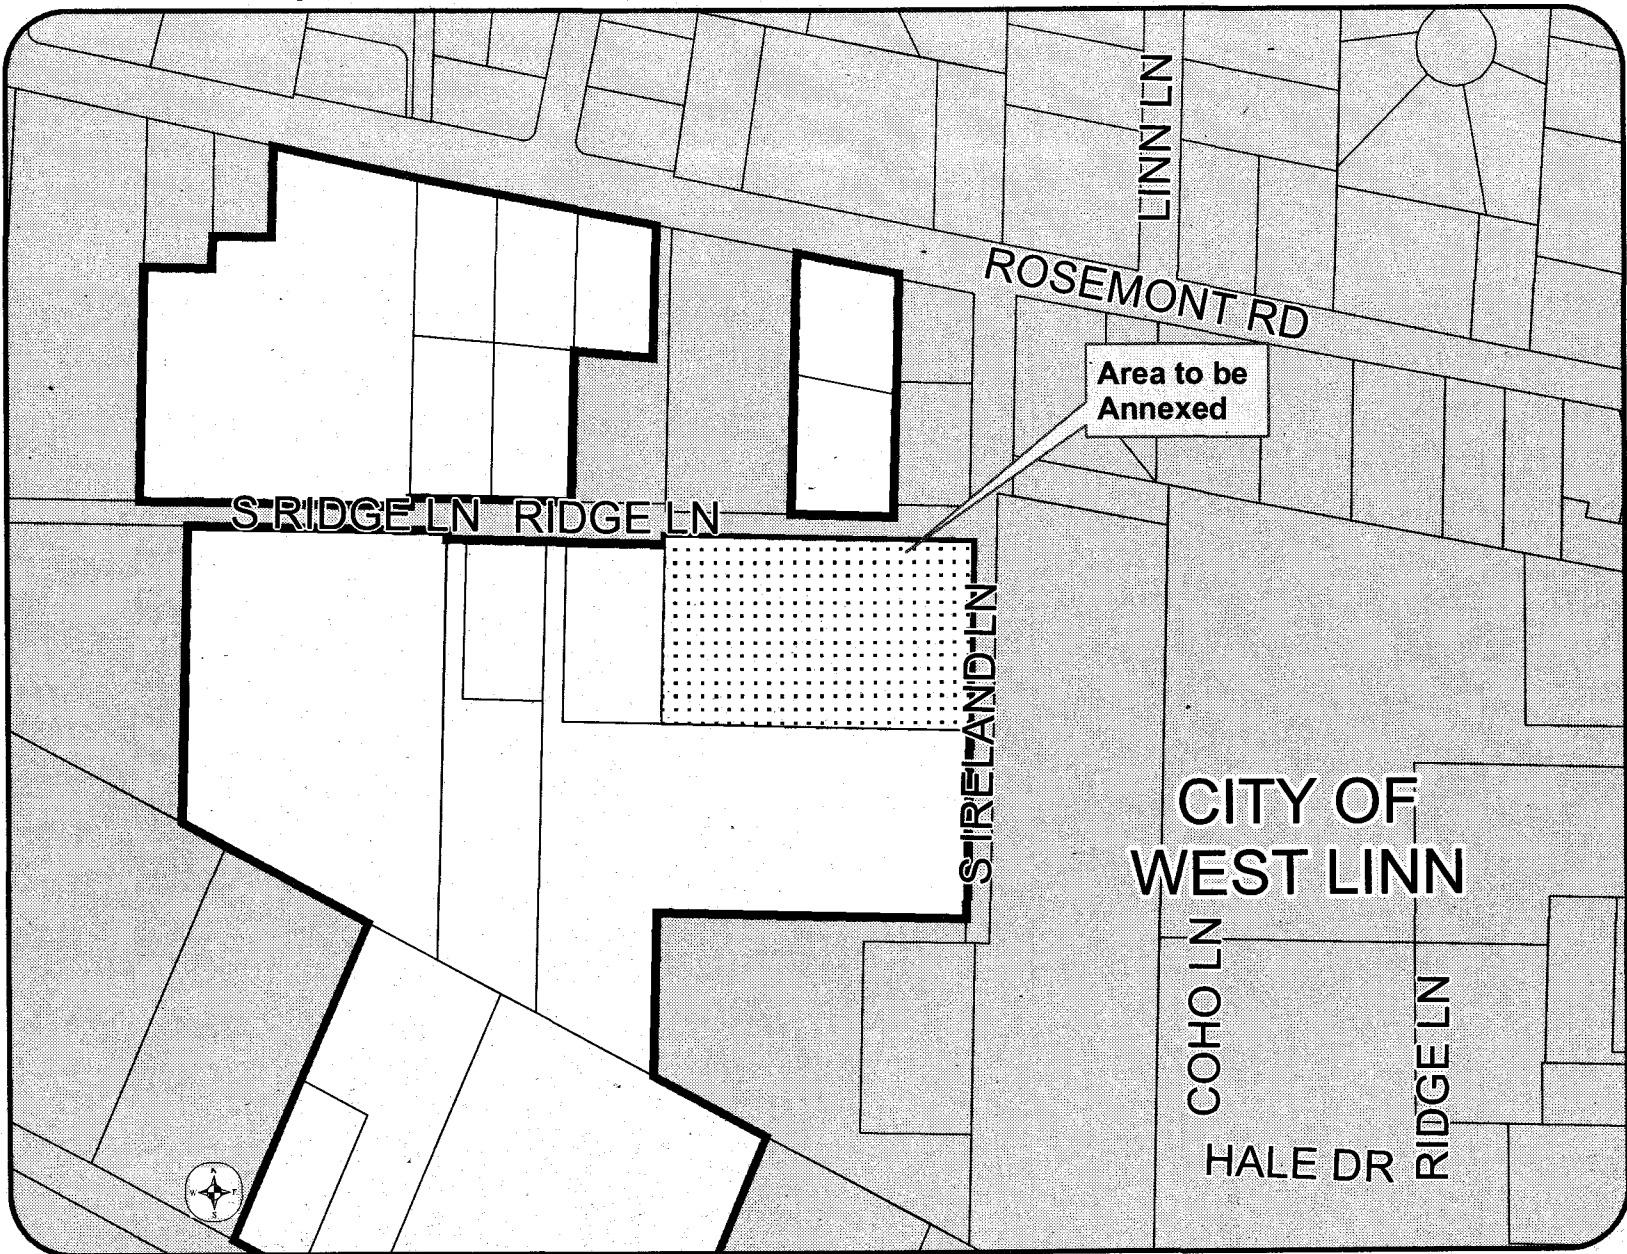 LINN LN
ROSEMONT RD
Area to be
Annexed
S RIDGE LN
RIDGE LN
S IRELAND LN
CITY OF
WEST LINN
COHO LN
RIDGE LN
HALE DR
N
W
E
S